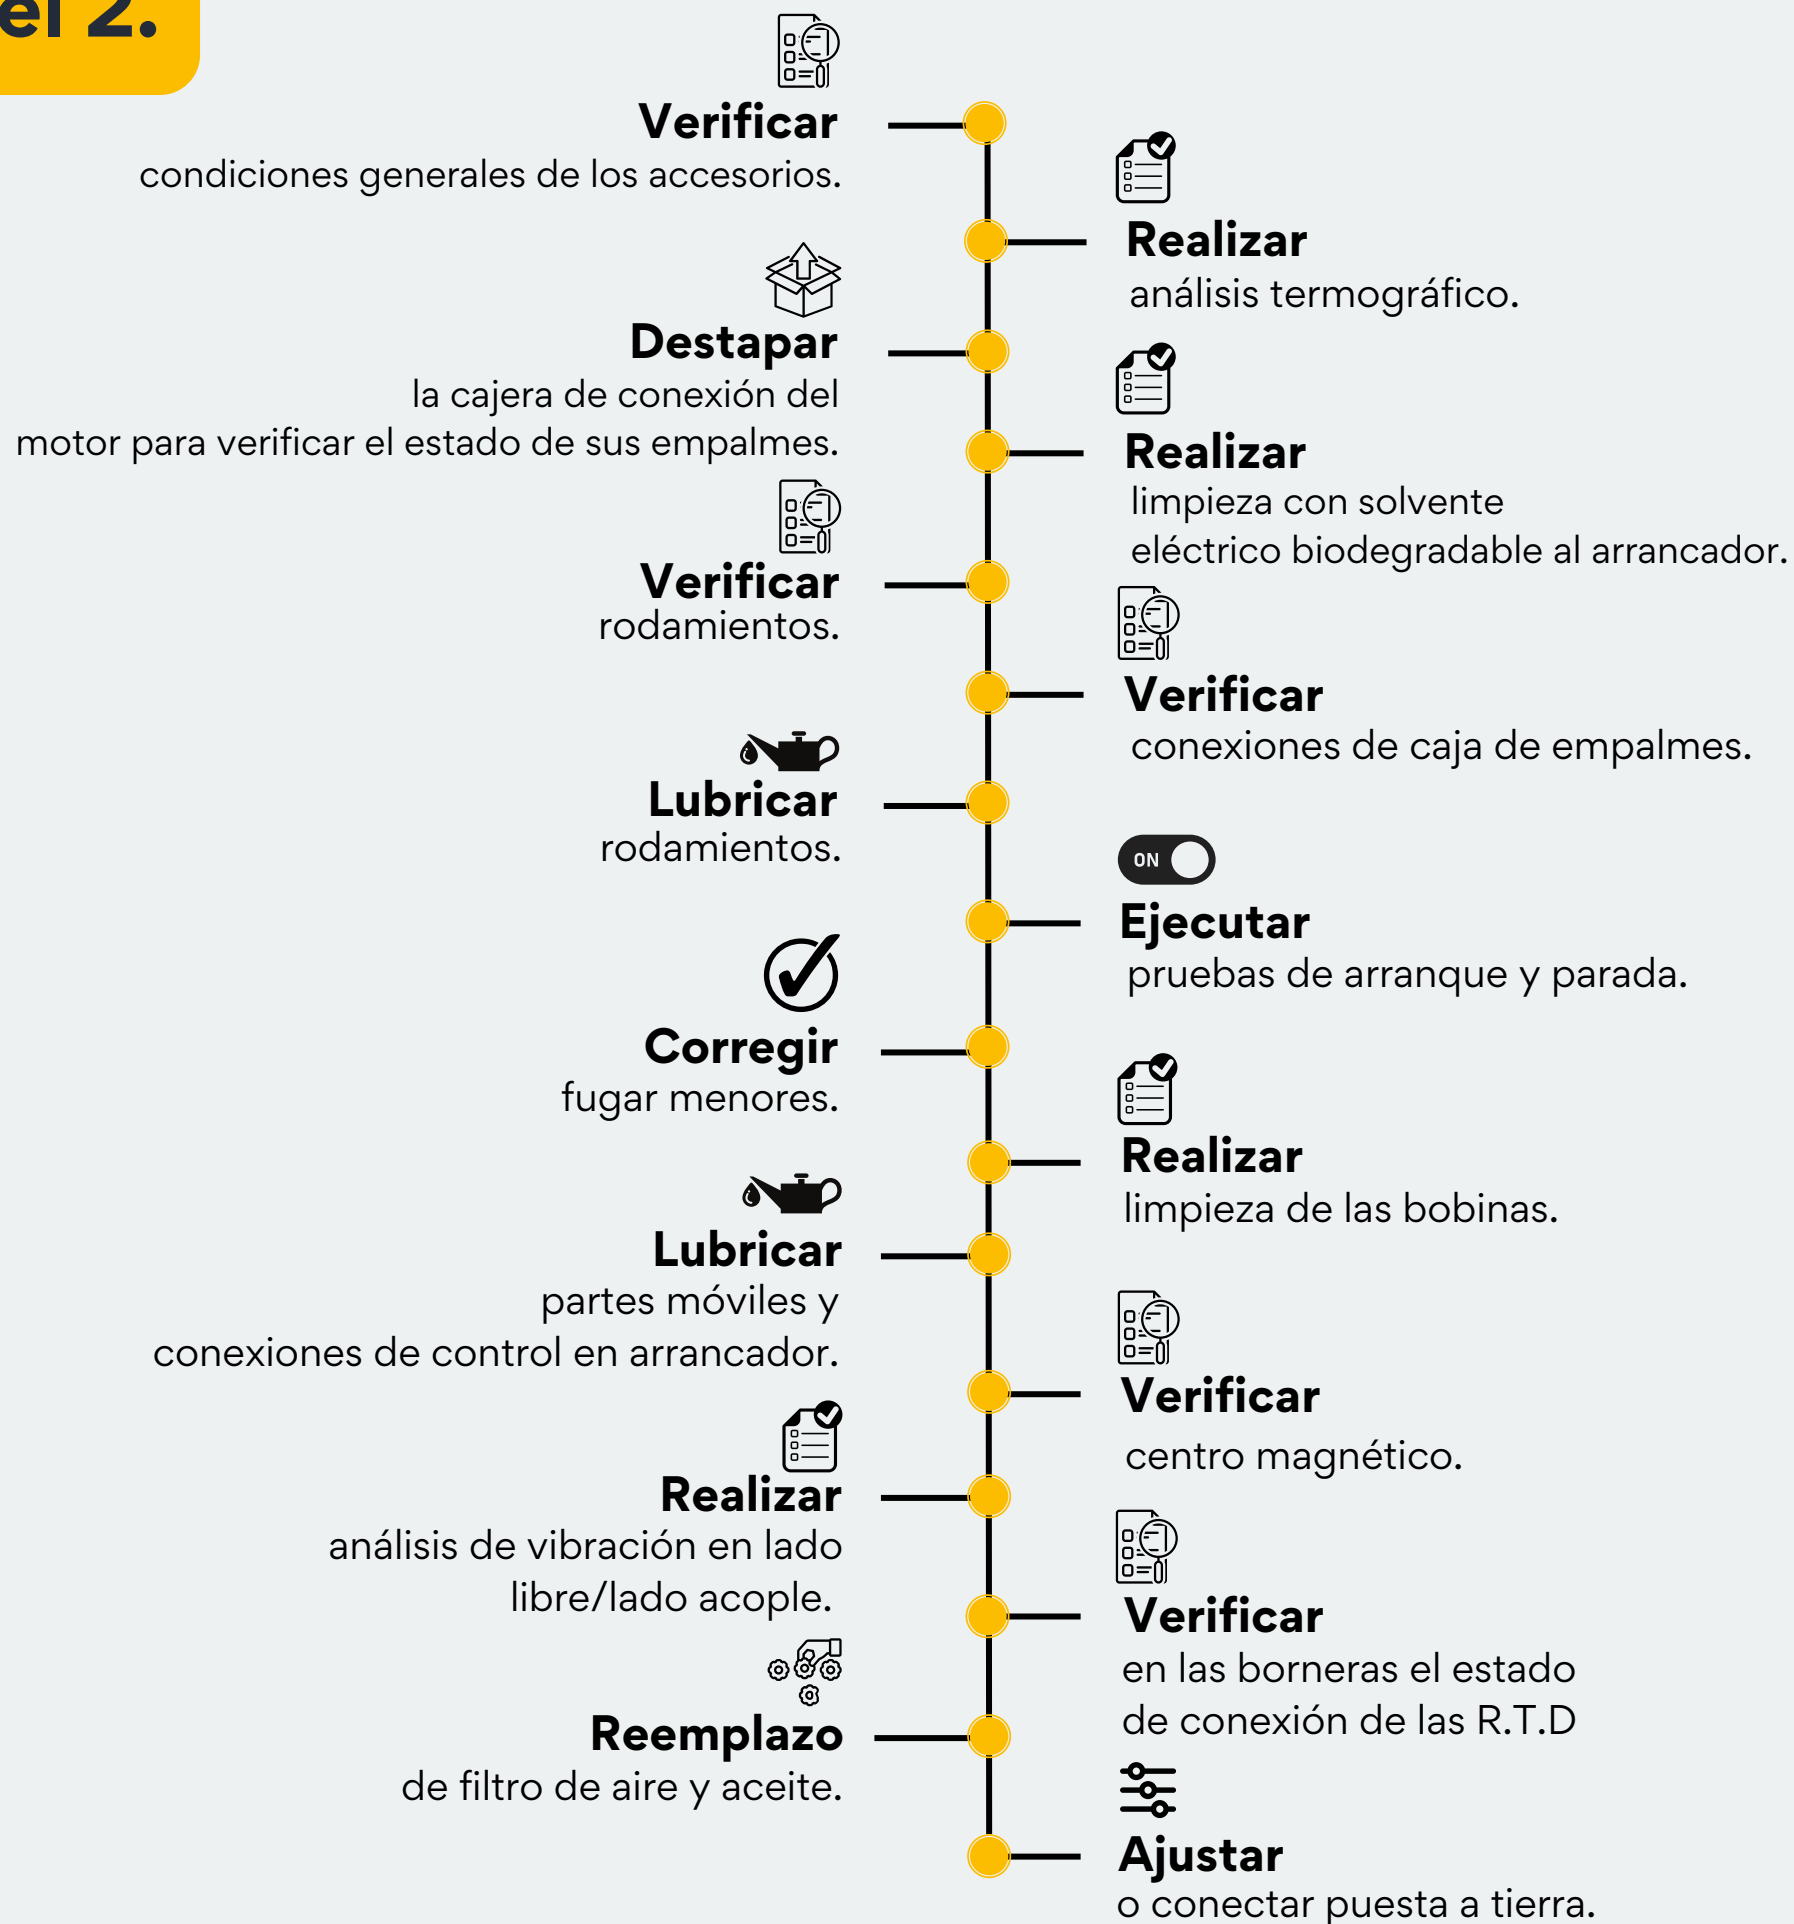 el 2.
Verificar
condiciones generales de los accesorios.
Realizar
análisis termográfico.
Destapar
la cajera de conexión del
motor para verificar el estado de sus empalmes.
Realizar
limpieza con solvente
eléctrico biodegradable al arrancador.
Verificar
rodamientos.
Verificar
conexiones de caja de empalmes.
Lubricar
rodamientos.
ON
Ejecutar
pruebas de arranque y parada.
Corregir
fugar menores.
Realizar
limpieza de las bobinas.
Lubricar
partes móviles y
conexiones de control en arrancador.
Verificar
centro magnético.
Realizar
análisis de vibración en lado
libre/lado acople.
Verificar
en las borneras el estado
de conexión de las R.T.D
Reemplazo
de filtro de aire y aceite.
Ajustar
o conectar puesta a tierra.